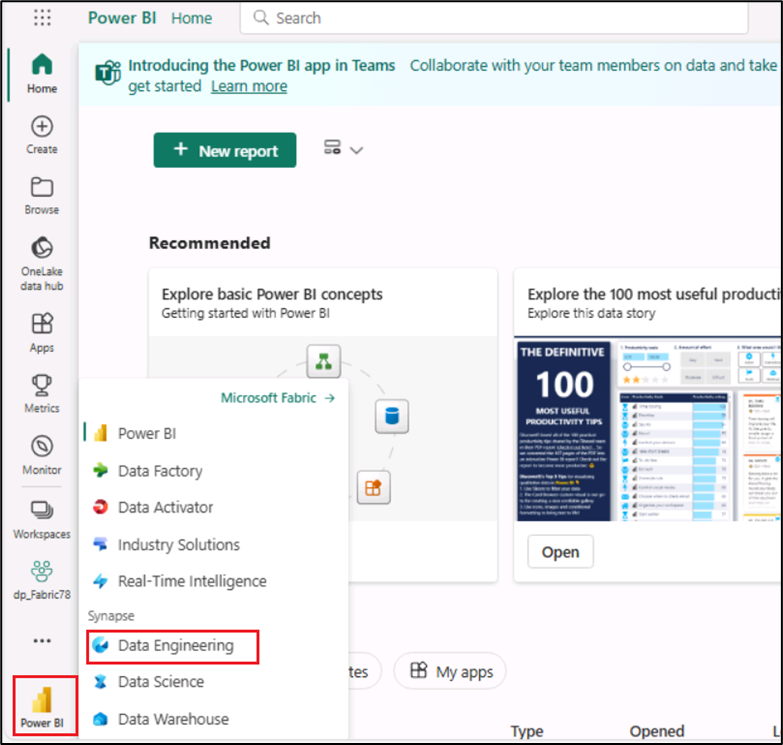 Power BI Home
Search
Home
Create
Browse
OneLake
data hub
Apps
Metrics
Monitor
Workspaces
dp_Fabric78
Power BI
Introducing the Power BI app in Teams Collaborate with your team members on data and take
get started Learn more
New report
Recommended
Explore basic Power BI concepts
Getting started with Power BI
Explore the 100 most useful producti
Explore this data story
THE DEFINITIVE
100
MOST USEFUL
PRODUCTIVITY TIPS
Open
Microsoft Fabric
Power BI
Data Factory
Data Activator
Industry Solutions
Real-Time Intelligence
Synapse
Data Engineering
Data Science
Data Warehouse
tes
My apps
Type Opened L